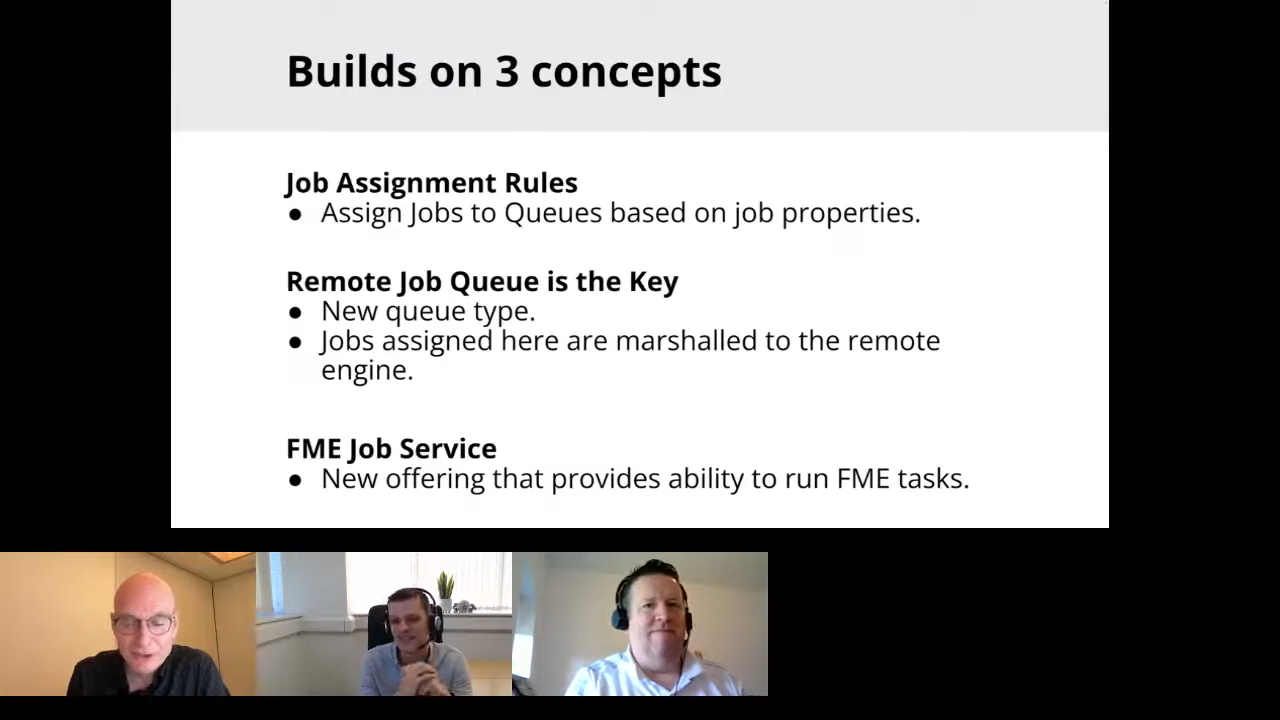 Builds on 3 concepts
Job Assignment Rules
● Assign Jobs to Queues based on job properties.
Remote Job Queue is the Key
● New queue type.
● Jobs assigned here are marshalled to the remote
engine.
FME Job Service
● New offering that provides ability to run FME tasks.